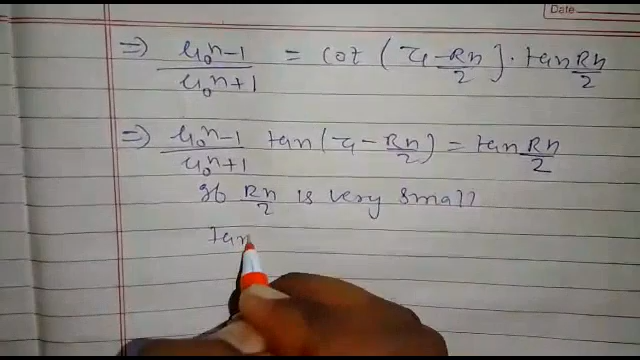 Date
⇒ μ₀ⁿ-1 / μ₀ⁿ+1 = cot (z - Rn/2) · tan Rn/2
⇒ μ₀ⁿ-1 / μ₀ⁿ+1 tan (z - Rn/2) = tan Rn/2
If Rn/2 is very small
tan